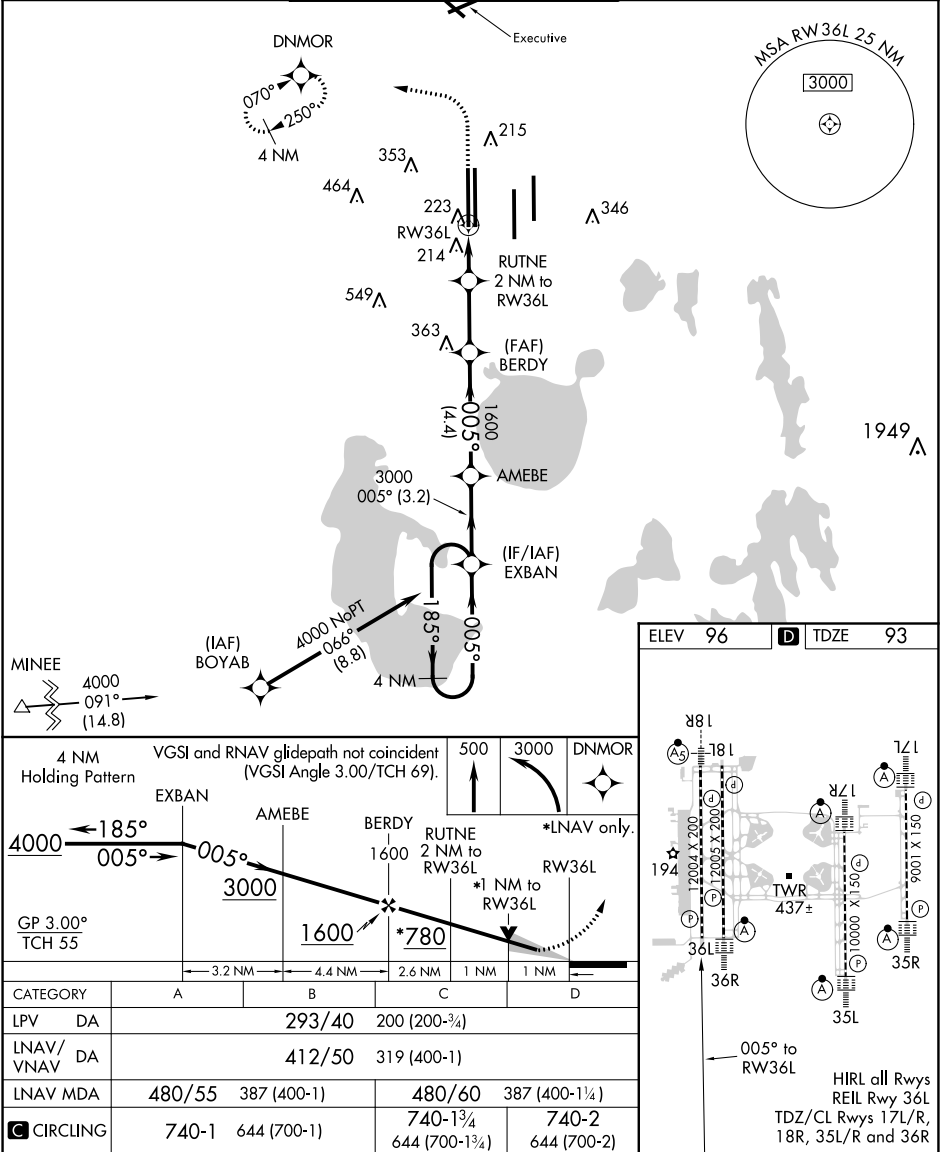 Executive
DNMOR
070°
250°
4 NM
MSA RW36L 25 NM
3000
215
353
464
223
RW36L
214
346
RUTNE
2 NM to
RW36L
549
363
(FAF)
BERDY
005°
1600
(4.4)
1949
AMEBE
3000
005° (3.2)
(IF/IAF)
EXBAN
185°
005°
4 NM
4000 NoPT
066°
(8.8)
(IAF)
BOYAB
MINEE
4000
091°
(14.8)
ELEV 96 D TDZE 93
18R
A5
18L
17L
A
17R
A
P
P
12004 X 200
12005 X 200
194
TWR
437±
10000 X 150
P
9001 X 150
P
P
P
P
P
A
A
A
36L
36R
35L
35R
005° to
RW36L
HIRL all Rwys
REIL Rwy 36L
TDZ/CL Rwys 17L/R,
18R, 35L/R and 36R
4 NM
Holding Pattern
VGSI and RNAV glidepath not coincident
(VGSI Angle 3.00/TCH 69).
500
3000
DNMOR
*LNAV only.
EXBAN
AMEBE
BERDY
1600
RUTNE
2 NM to
RW36L
*1 NM to
RW36L
RW36L
4000
185°
005°
005°
3000
1600
*780
GP 3.00°
TCH 55
3.2 NM
4.4 NM
2.6 NM
1 NM
1 NM
CATEGORY A B C D
LPV DA 293/40 200 (200-¾)
LNAV/
VNAV DA 412/50 319 (400-1)
LNAV MDA 480/55 387 (400-1) 480/60 387 (400-1¼)
C CIRCLING 740-1 644 (700-1) 740-1¾ 644 (700-1¾) 740-2 644 (700-2)